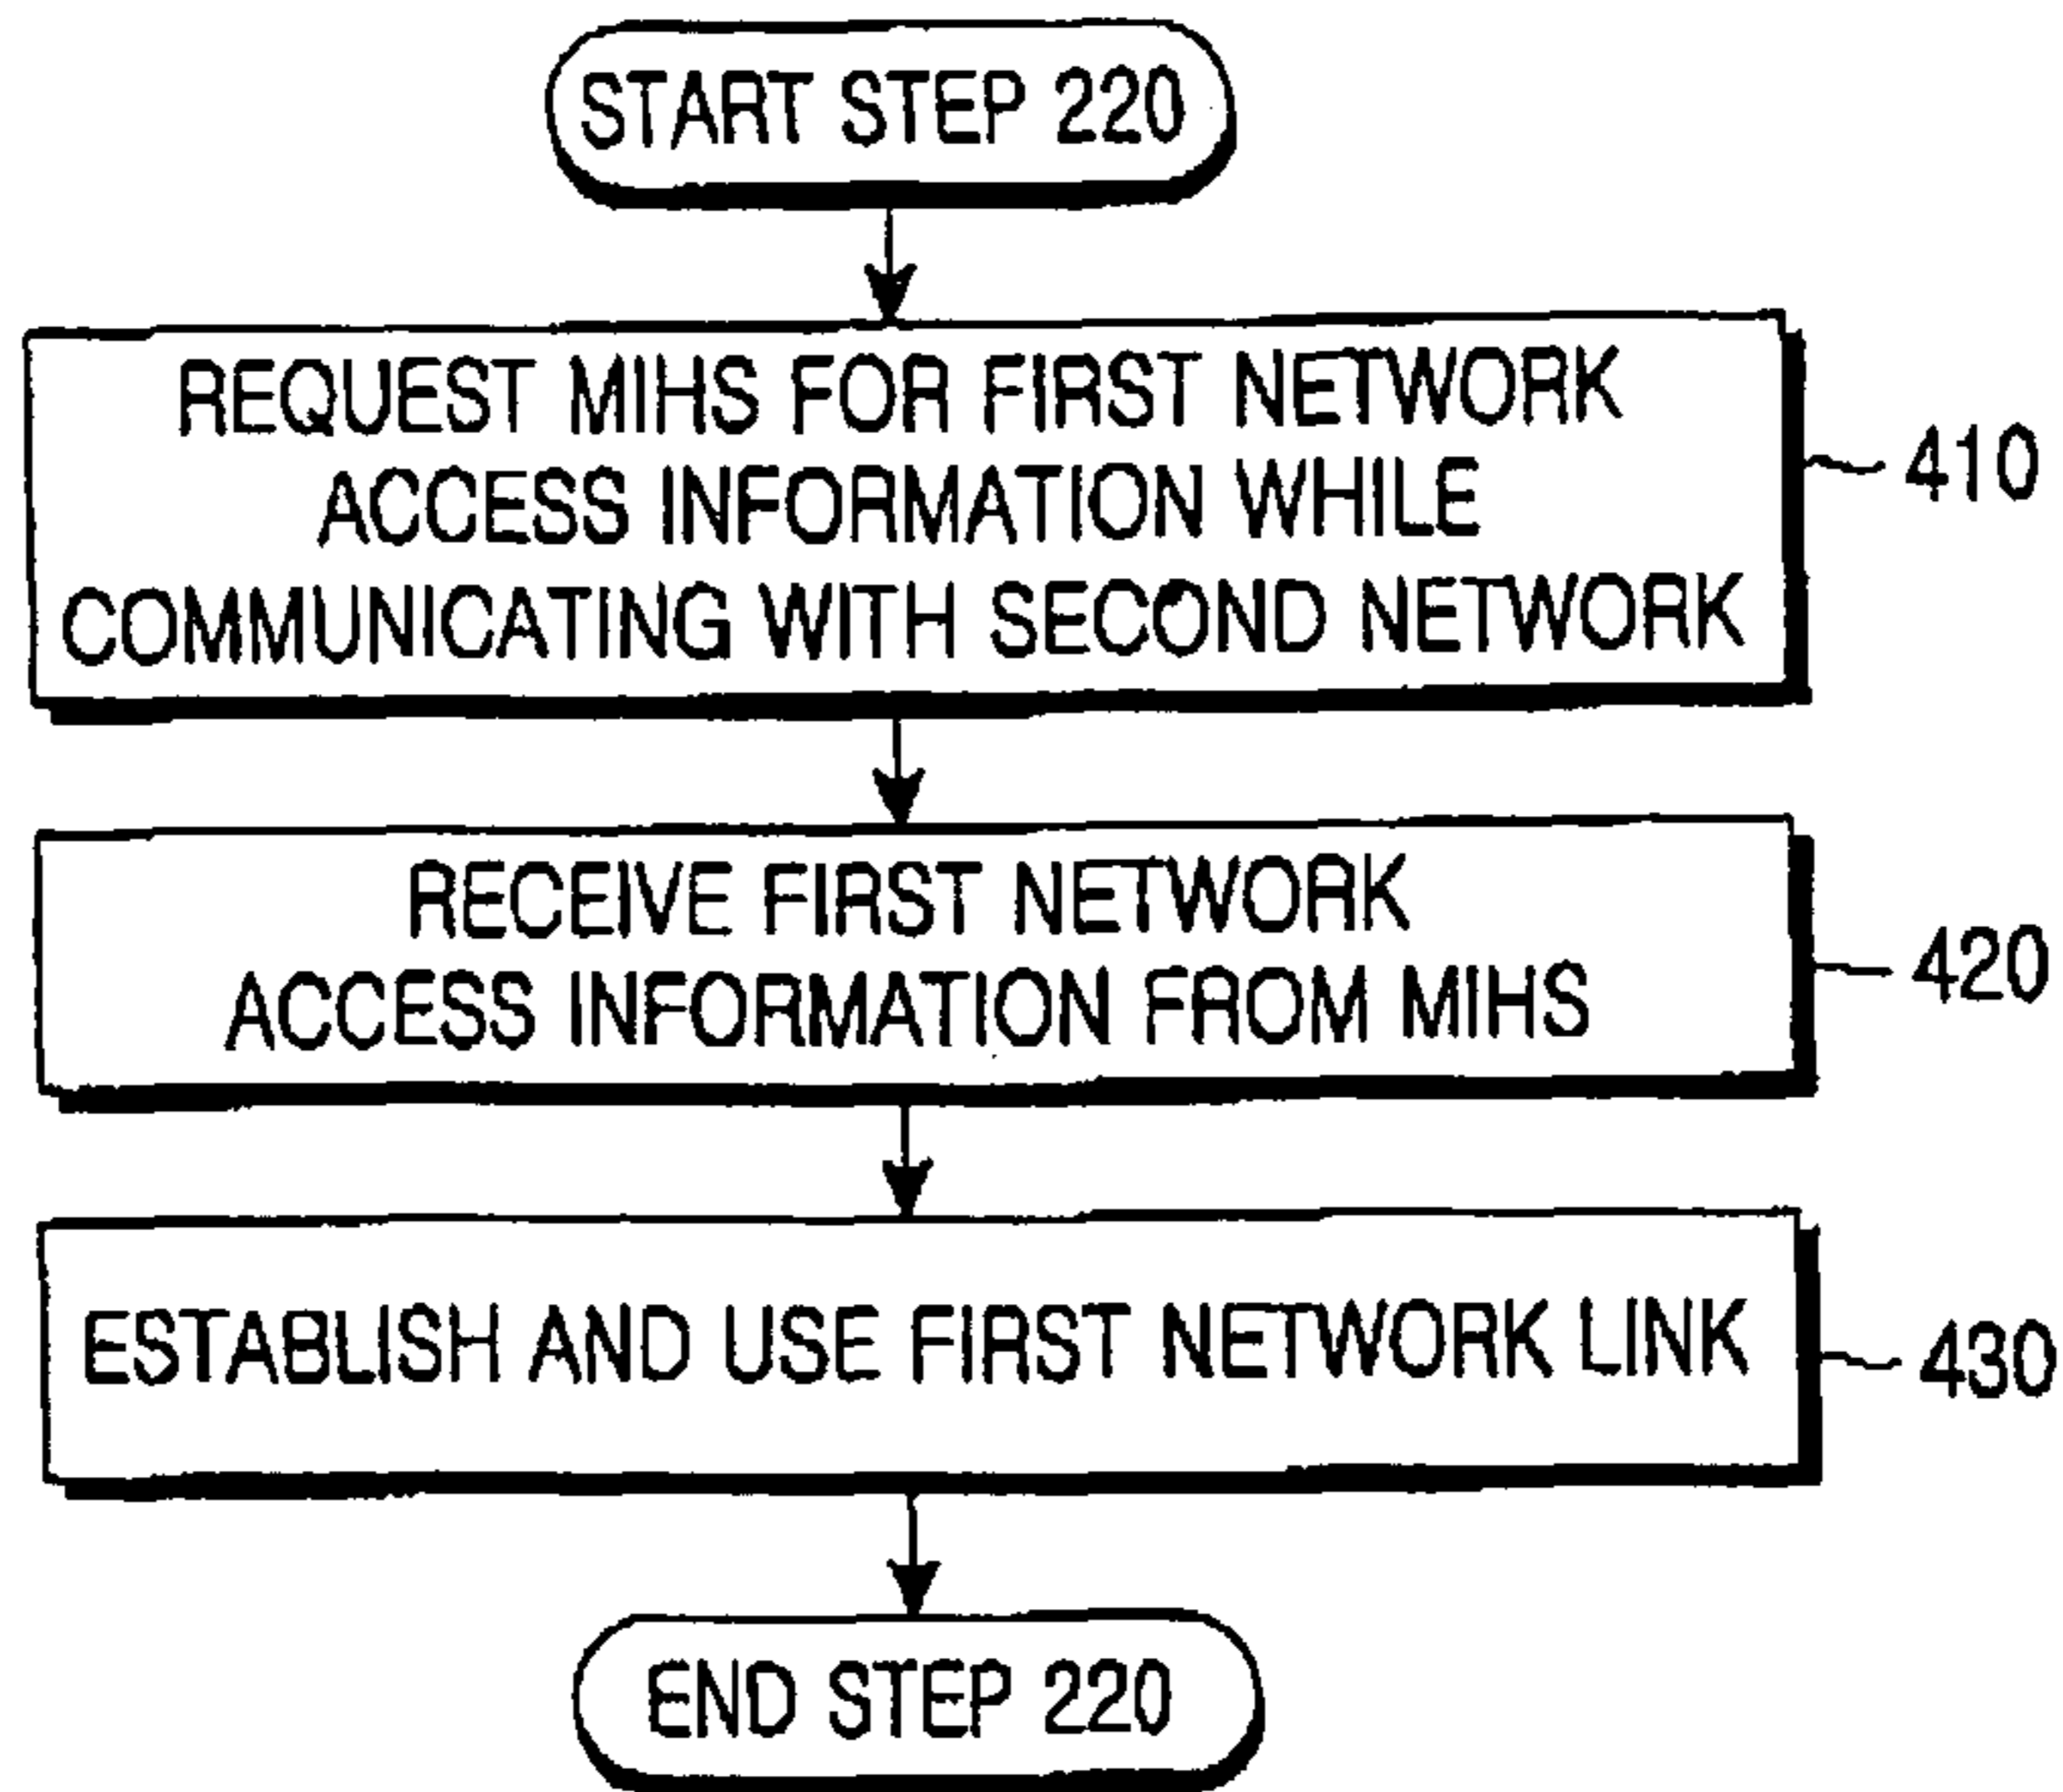 START STEP 220
REQUEST MIHS FOR FIRST NETWORK
ACCESS INFORMATION WHILE
COMMUNICATING WITH SECOND NETWORK
410
RECEIVE FIRST NETWORK
ACCESS INFORMATION FROM MIHS
420
ESTABLISH AND USE FIRST NETWORK LINK
430
END STEP 220